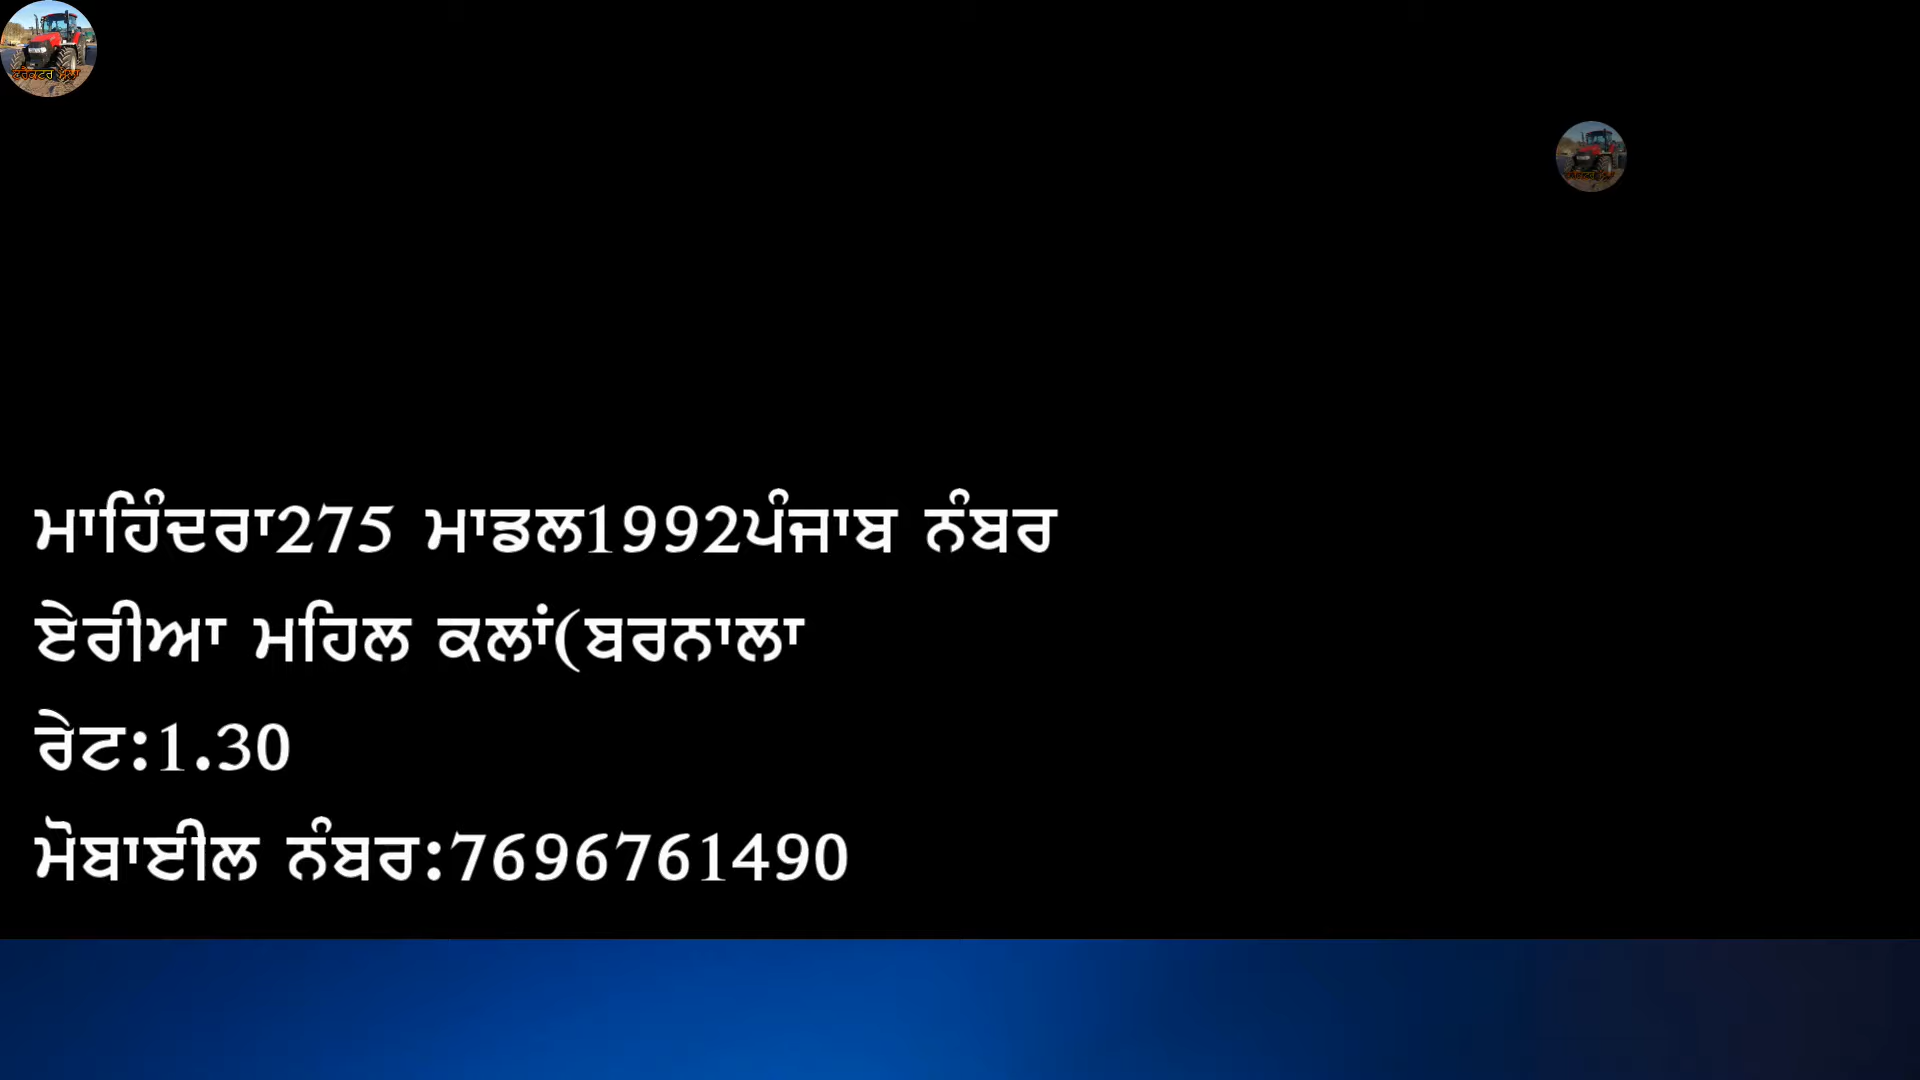 ਮਾਹਿੰਦਰਾ275 ਮਾਡਲ1992ਪੰਜਾਬ ਨੰਬਰ
ਏਰੀਆ ਮਹਿਲ ਕਲਾਂ(ਬਰਨਾਲਾ
ਰੇਟ:1.30
ਮੋਬਾਈਲ ਨੰਬਰ:7696761490